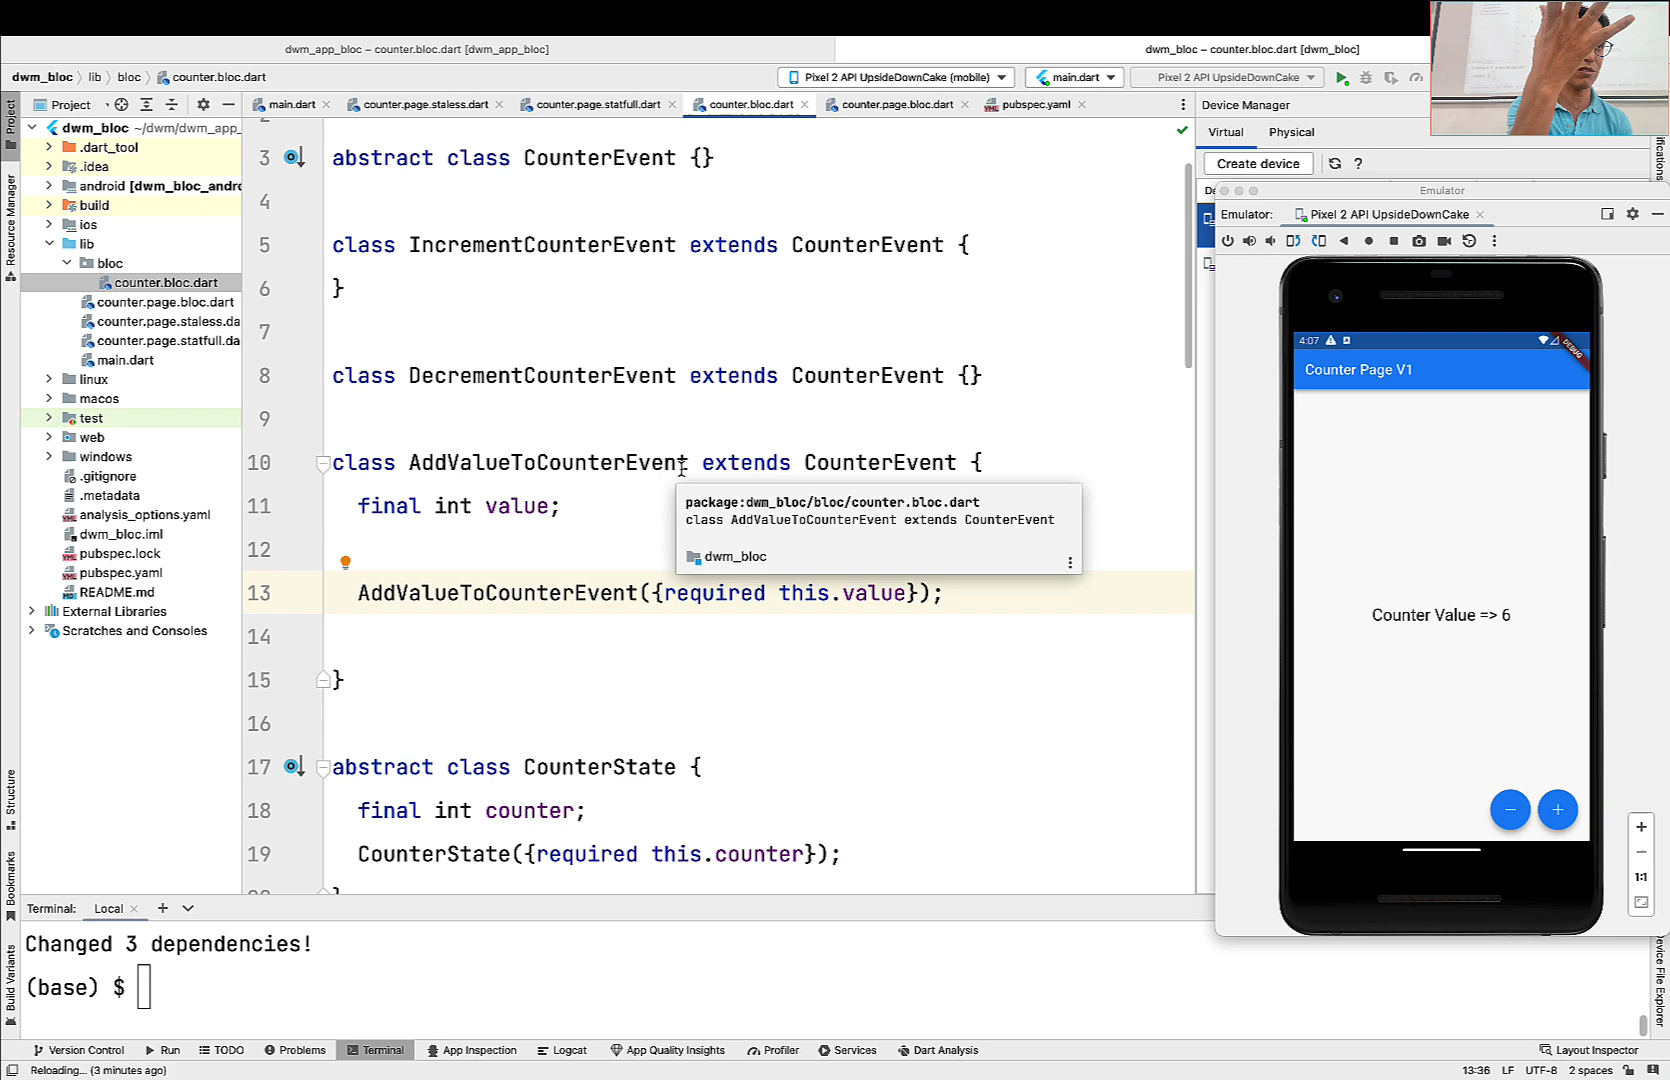 dwm_app_bloc – counter.bloc.dart [dwm_app_bloc]
dwm_bloc – counter.bloc.dart [dwm_bloc]
dwm_bloc
lib
bloc
counter.bloc.dart
Pixel 2 API UpsideDownCake (mobile)
main.dart
Pixel 2 API UpsideDownCake
Project
main.dart
counter.page.staless.dart
counter.page.statfull.dart
counter.bloc.dart
counter.page.bloc.dart
pubspec.yaml
Device Manager
Virtual
Physical
Create device
?
De
Project
Resource Manager
Structure
Bookmarks
Build Variants
dwm_bloc ~/dwm/dwm_app_
.dart_tool
.idea
android [dwm_bloc_andro
build
ios
lib
bloc
counter.bloc.dart
counter.page.bloc.dart
counter.page.staless.da
counter.page.statfull.da
main.dart
linux
macos
test
web
windows
.gitignore
.metadata
analysis_options.yaml
dwm_bloc.iml
pubspec.lock
pubspec.yaml
README.md
External Libraries
Scratches and Consoles
3 abstract class CounterEvent {}
4
5 class IncrementCounterEvent extends CounterEvent {
6 }
7
8 class DecrementCounterEvent extends CounterEvent {}
9
10 class AddValueToCounterEvent extends CounterEvent {
11 final int value;
12
13 AddValueToCounterEvent({required this.value});
14
15 }
16
17 abstract class CounterState {
18 final int counter;
19 CounterState({required this.counter});
package:dwm_bloc/bloc/counter.bloc.dart
class AddValueToCounterEvent extends CounterEvent
dwm_bloc
Emulator
Emulator:
Pixel 2 API UpsideDownCake
4:07
DEBUG
Counter Page V1
Counter Value => 6
1:1
Device File Explorer
Terminal:
Local
Changed 3 dependencies!
(base) $
Version Control
Run
TODO
Problems
Terminal
App Inspection
Logcat
App Quality Insights
Profiler
Services
Dart Analysis
Layout Inspector
Reloading... (3 minutes ago)
13:36
LF
UTF-8
2 spaces